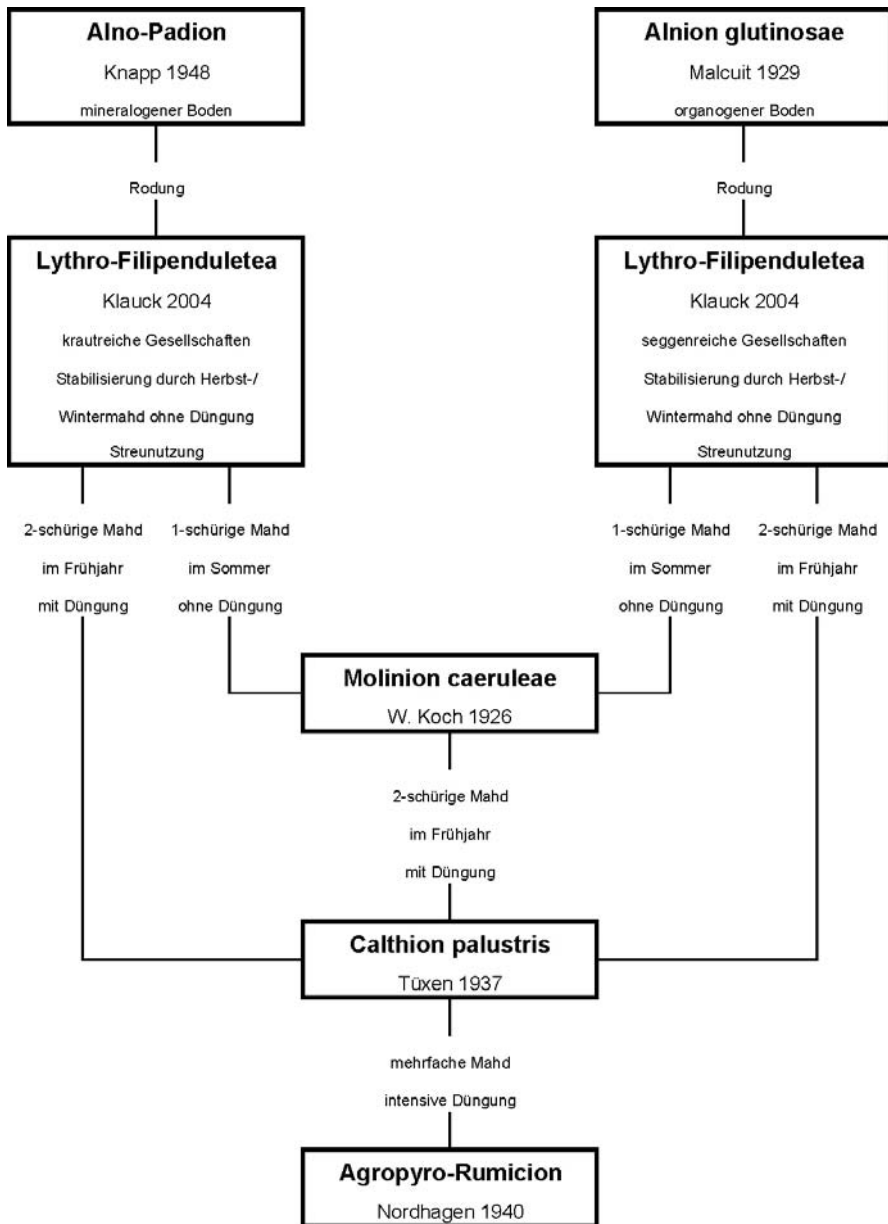 Alno-Padion
Knapp 1948
mineralogener Boden
Alnion glutinosae
Malcuit 1929
organogener Boden
Rodung
Rodung
Lythro-Filipenduletea
Klauck 2004
krautreiche Gesellschaften
Stabilisierung durch Herbst-/
Wintermahd ohne Düngung
Streunutzung
Lythro-Filipenduletea
Klauck 2004
seggenreiche Gesellschaften
Stabilisierung durch Herbst-/
Wintermahd ohne Düngung
Streunutzung
2-schürige Mahd
im Frühjahr
mit Düngung
1-schürige Mahd
im Sommer
ohne Düngung
1-schürige Mahd
im Sommer
ohne Düngung
2-schürige Mahd
im Frühjahr
mit Düngung
Molinion caeruleae
W. Koch 1926
2-schürige Mahd
im Frühjahr
mit Düngung
Calthion palustris
Tüxen 1937
mehrfache Mahd
intensive Düngung
Agropyro-Rumicion
Nordhagen 1940